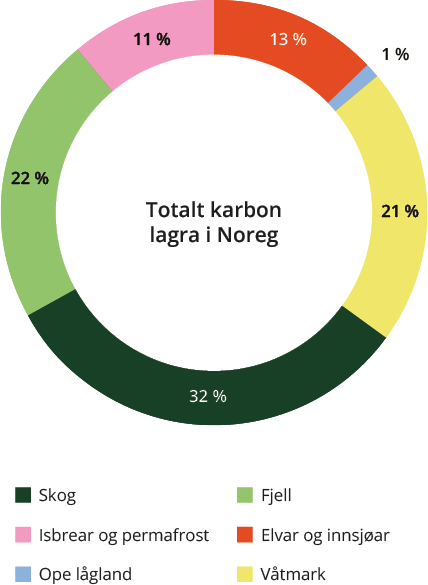 11 %
13 %
1 %
22 %
21 %
Totalt karbon
lagra i Noreg
32 %
Skog
Fjell
Isbrear og permafrost
Elvar og innsjøar
Ope lågland
Våtmark